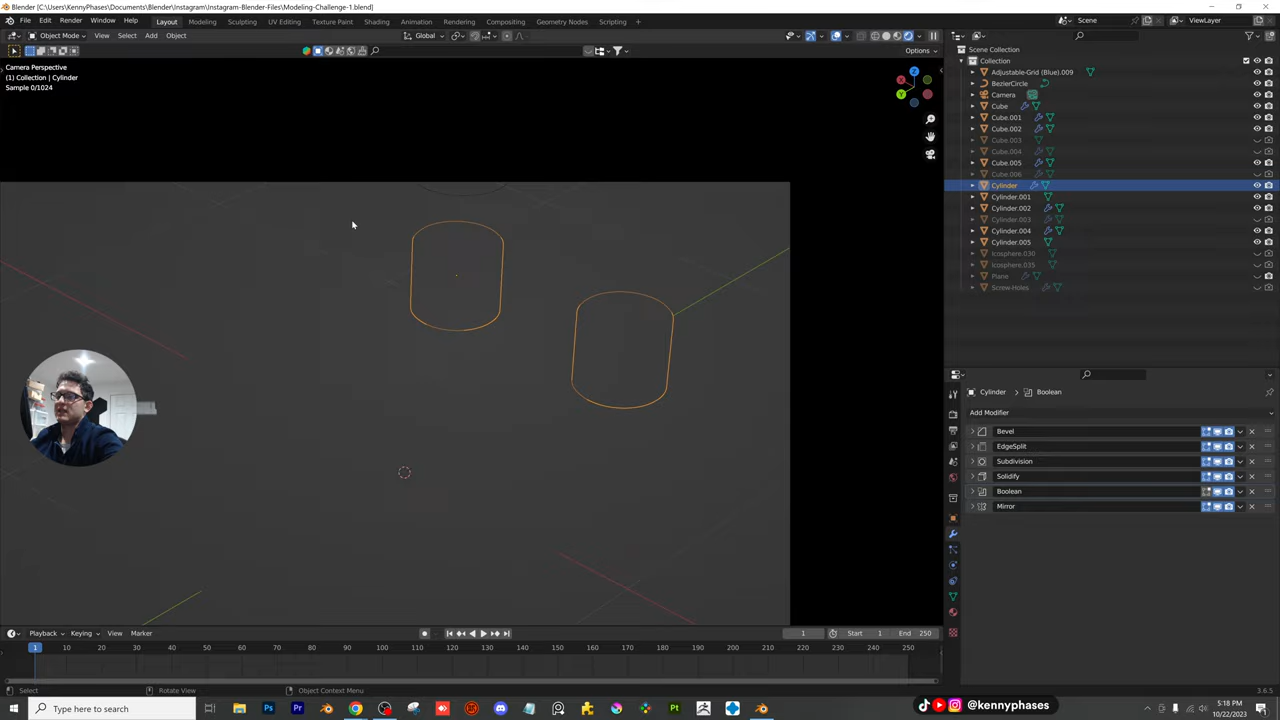 Blender [C:\Users\KennyPhases\Documents\Blender\Instagram\Instagram-Blender-Files\Modeling-Challenge-1.blend]
File Edit Render Window Help Layout Modeling Sculpting UV Editing Texture Paint Shading Animation Rendering Compositing Geometry Nodes Scripting Scene ViewLayer
Object Mode View Select Add Object Global
Options
Camera Perspective
(1) Collection | Cylinder
Sample 0/1024
Z
X
Y
Scene Collection
Collection
Adjustable-Grid (Blue).009
BezierCircle
Camera
Cube
Cube.001
Cube.002
Cube.003
Cube.004
Cube.005
Cube.006
Cylinder
Cylinder.001
Cylinder.002
Cylinder.003
Cylinder.004
Cylinder.005
Icosphere.030
Icosphere.035
Plane
Screw-Holes
Cylinder > Boolean
Add Modifier
Bevel
EdgeSplit
Subdivision
Solidify
Boolean
Mirror
Playback Keying View Marker 1 Start 1 End 250
1 10 20 30 40 50 60 70 80 90 100 110 120 130 140 150 160 170 180 190 200 210 220 230 240 250
Select Rotate View Object Context Menu 3.6.5
Type here to search
@kennyphases
5:18 PM
10/22/2023